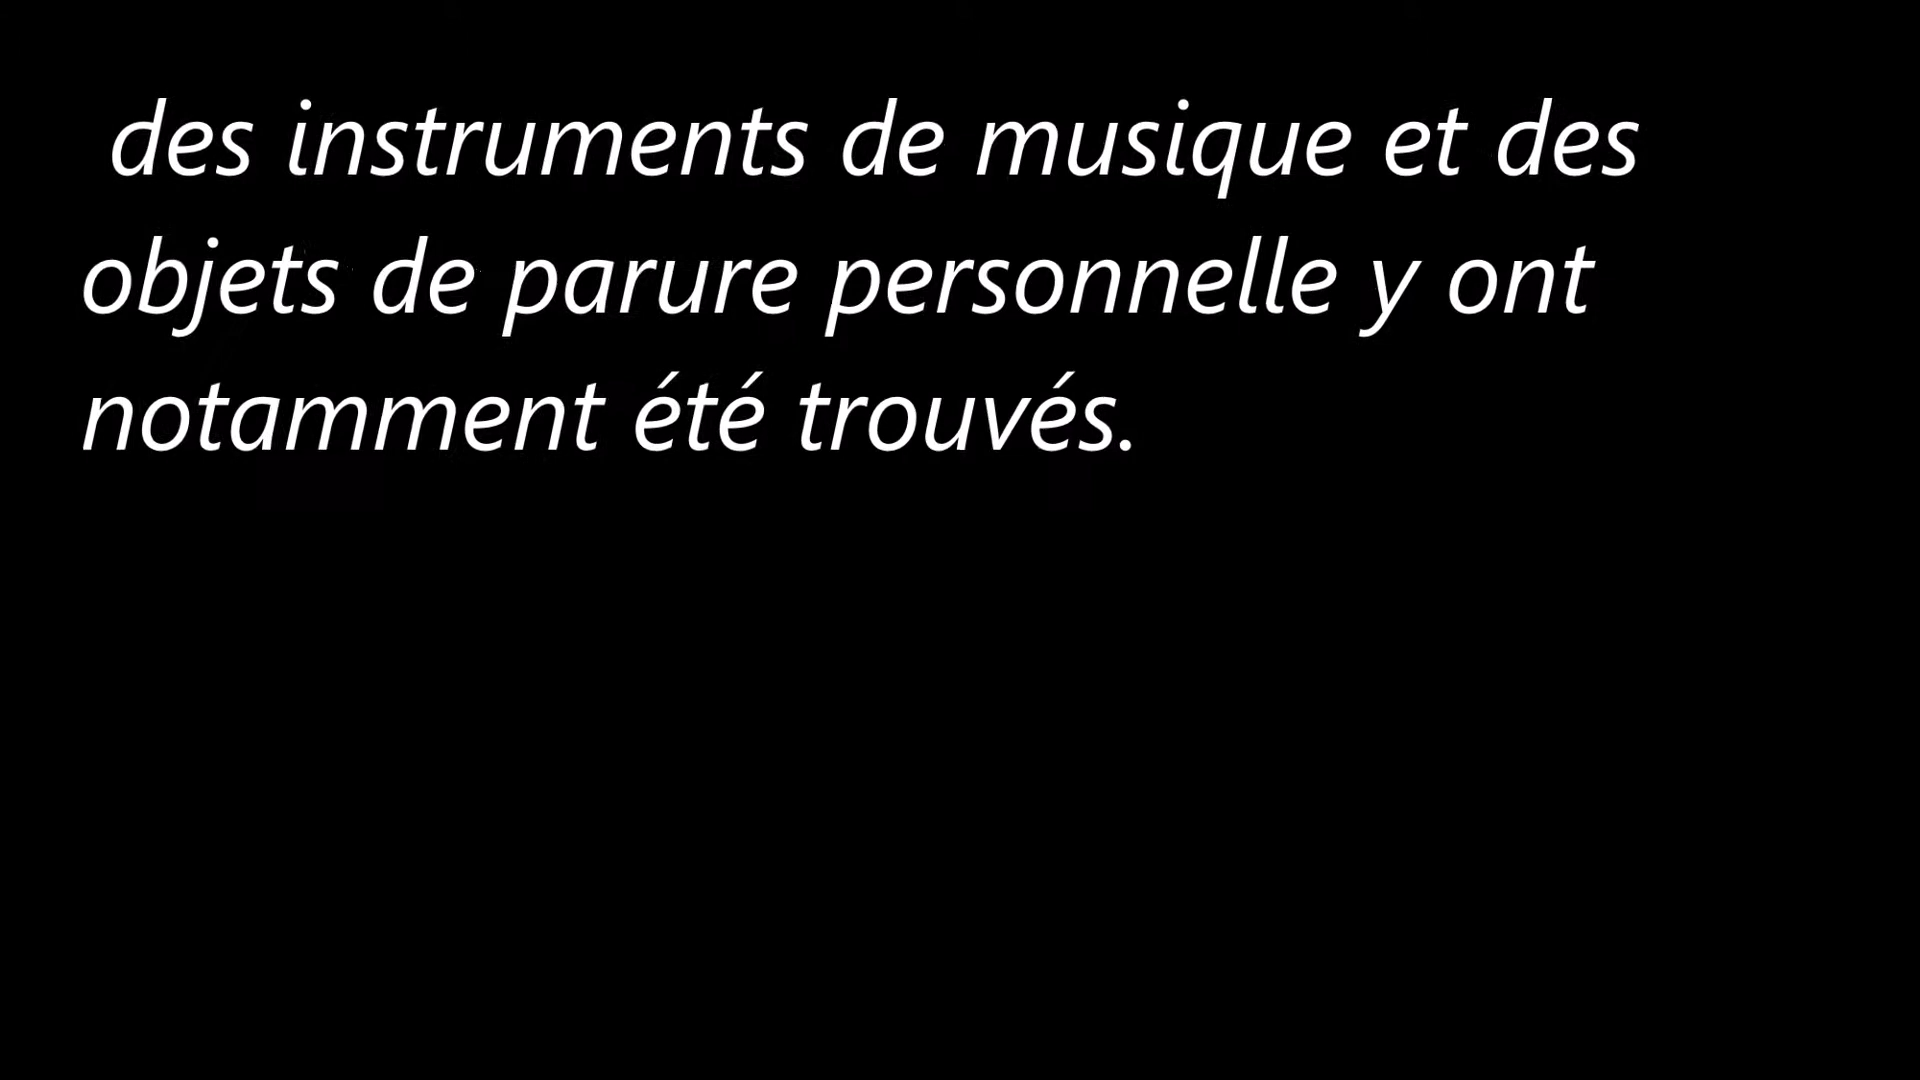 des instruments de musique et des
objets de parure personnelle y ont
notamment été trouvés.